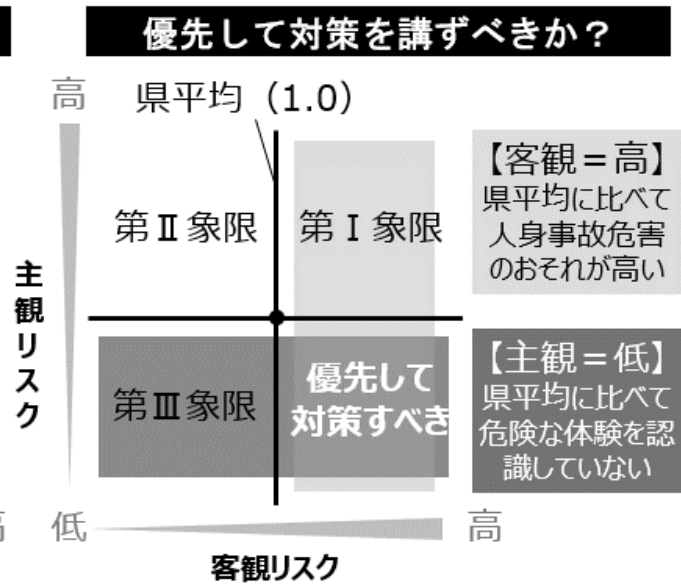 優先して対策を講ずべきか？
高
県平均（1.0）
第Ⅱ象限
第Ⅰ象限
【客観＝高】
県平均に比べて
人身事故危害
のおそれが高い
主観リスク
第Ⅲ象限
優先して
対策すべき
【主観＝低】
県平均に比べて
危険な体験を認
識していない
低
高
客観リスク